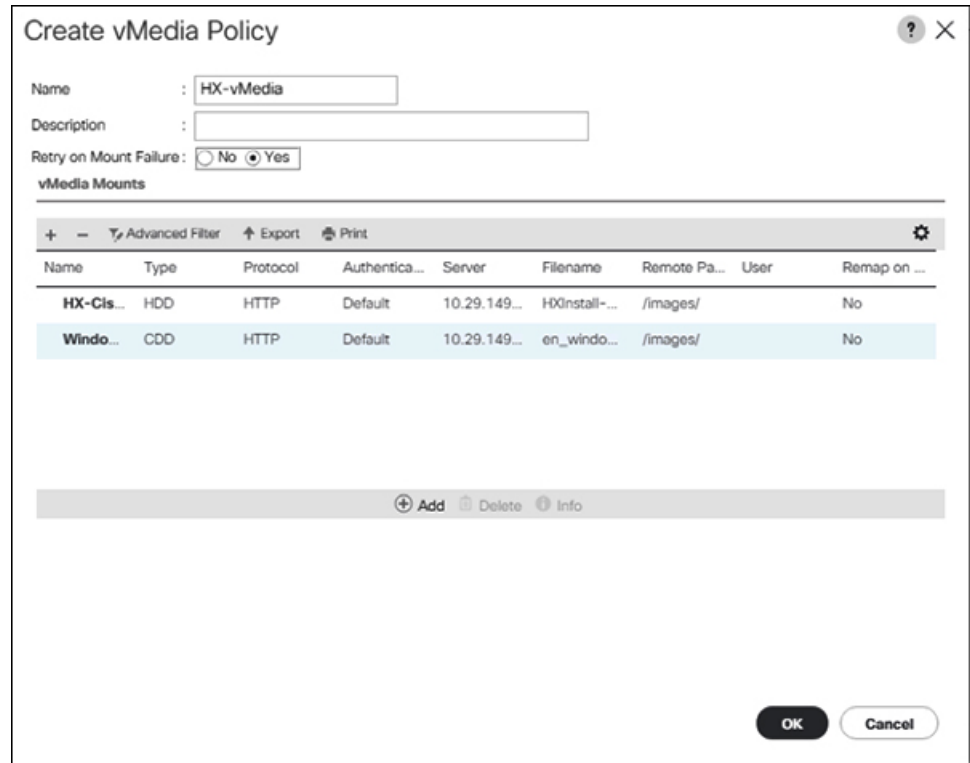 Create vMedia Policy ? ×
Name : HX-vMedia
Description :
Retry on Mount Failure : No Yes
vMedia Mounts
+ − Advanced Filter Export Print
Name Type Protocol Authentica... Server Filename Remote Pa... User Remap on ...
HX-Cis... HDD HTTP Default 10.29.149... HXInstall-... /images/ No
Windo... CDD HTTP Default 10.29.149... en_windo... /images/ No
Add Delete Info
OK Cancel